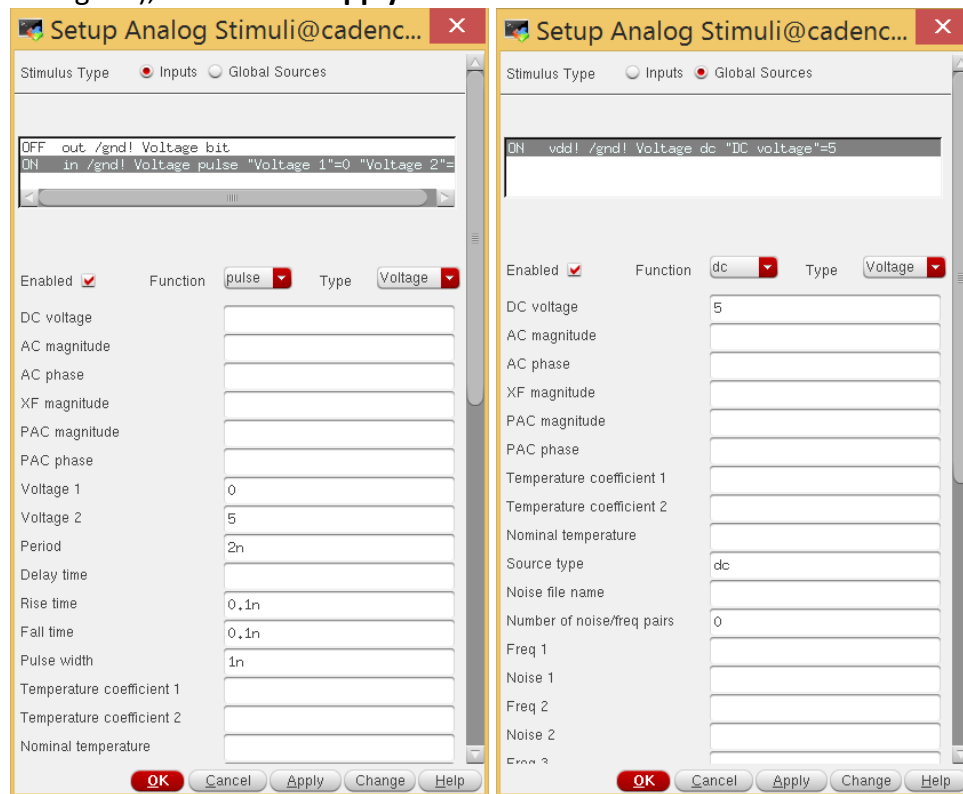 Apply
Setup Analog Stimuli@cadenc...
Stimulus Type Inputs Global Sources
OFF out /gnd! Voltage bit
ON in /gnd! Voltage pulse "Voltage 1"=0 "Voltage 2"=
Enabled Function pulse Type Voltage
DC voltage
AC magnitude
AC phase
XF magnitude
PAC magnitude
PAC phase
Voltage 1 0
Voltage 2 5
Period 2n
Delay time
Rise time 0.1n
Fall time 0.1n
Pulse width 1n
Temperature coefficient 1
Temperature coefficient 2
Nominal temperature
OK Cancel Apply Change Help
Setup Analog Stimuli@cadenc...
Stimulus Type Inputs Global Sources
ON vdd! /gnd! Voltage dc "DC voltage"=5
Enabled Function dc Type Voltage
DC voltage 5
AC magnitude
AC phase
XF magnitude
PAC magnitude
PAC phase
Temperature coefficient 1
Temperature coefficient 2
Nominal temperature
Source type dc
Noise file name
Number of noise/freq pairs 0
Freq 1
Noise 1
Freq 2
Noise 2
Freq 3
OK Cancel Apply Change Help